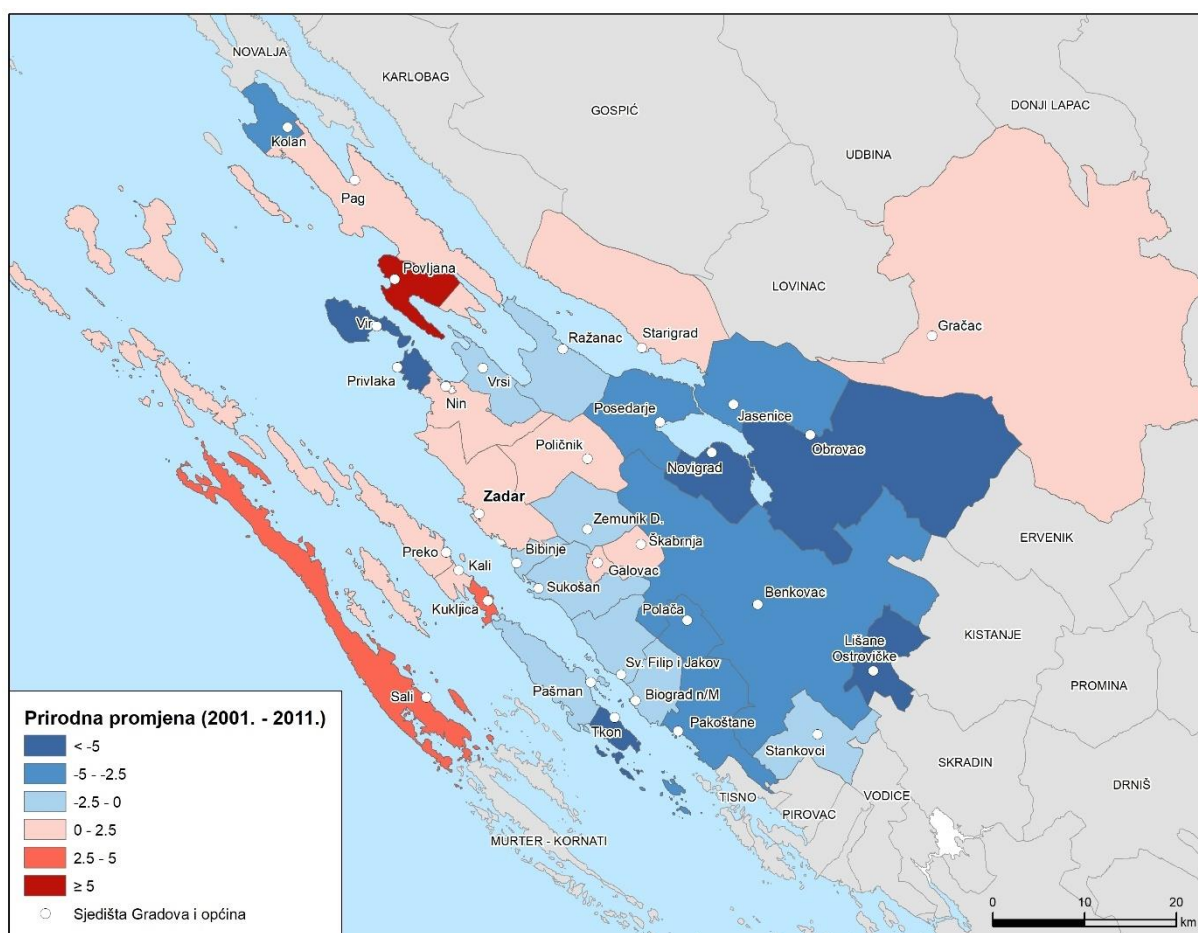 NOVALJA
KARLOBAG
GOSPIĆ
DONJI LAPAC
UDBINA
Kolan
Pag
Povljana
LOVINAC
Vir
Ražanac
Starigrad
Gračac
Privlaka
Vrsi
Nin
Posedarje
Jasenice
Poličnik
Obrovac
Novigrad
Zadar
Zemunik D.
Škabrnja
ERVENIK
Preko
Kali
Bibinje
Galovac
Sukošan
Kukljica
Polača
Benkovac
KISTANJE
Lišane
Ostrovičke
Sv. Filip i Jakov
PROMINA
Sali
Pašman
Biograd n/M
Tkon
Pakoštane
Stankovci
SKRADIN
DRNIŠ
TISNO
VODICE
PIROVAC
MURTER - KORNATI
Prirodna promjena (2001. - 2011.)
< -5
-5 - -2.5
-2.5 - 0
0 - 2.5
2.5 - 5
≥ 5
Sjedišta Gradova i općina
0 10 20
km